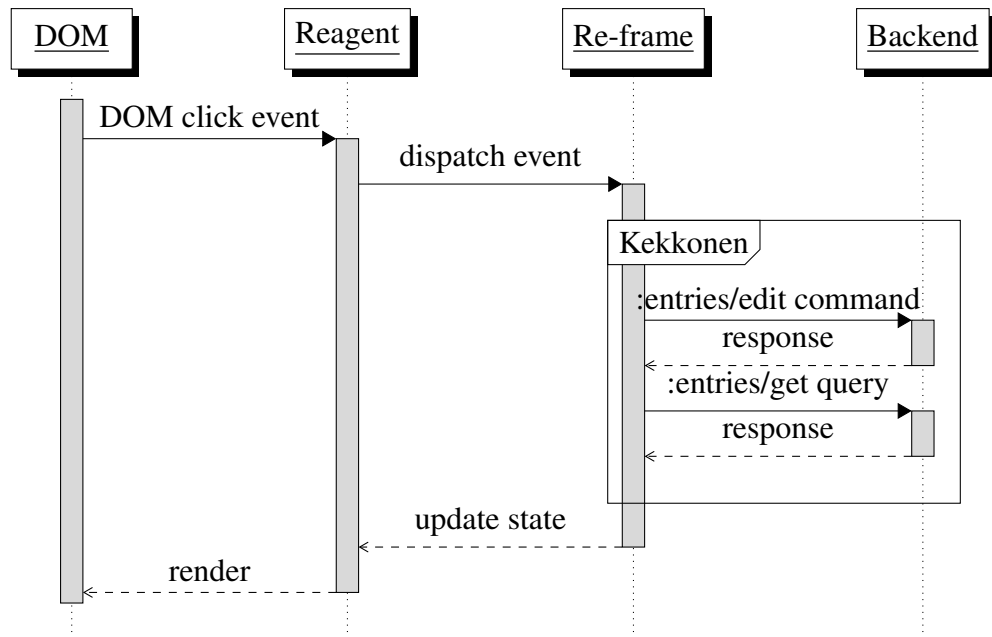 DOM
Reagent
Re-frame
Backend
DOM click event
dispatch event
Kekkonen
:entries/edit command
response
:entries/get query
response
update state
render